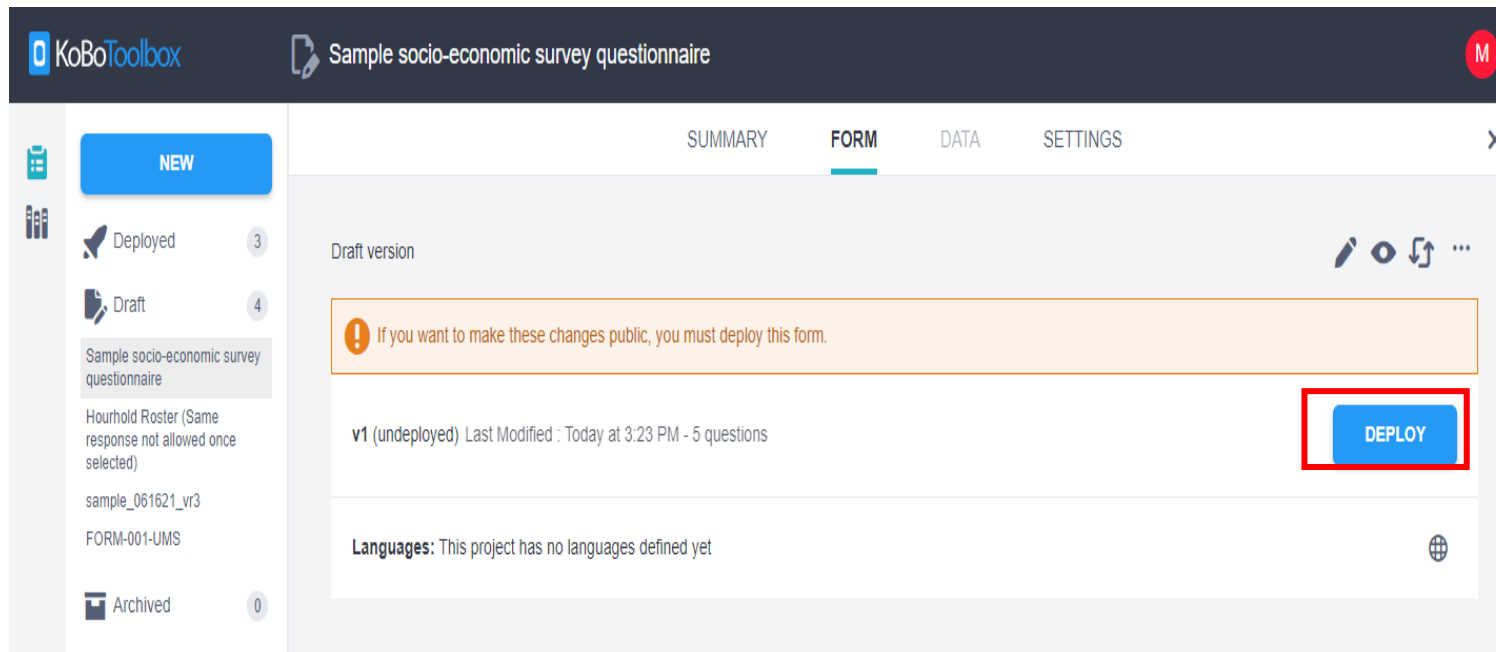 KoBoToolbox
Sample socio-economic survey questionnaire
M
SUMMARY FORM DATA SETTINGS
NEW
Deployed 3
Draft 4
Sample socio-economic survey
questionnaire
Hourhold Roster (Same
response not allowed once
selected)
sample_061621_vr3
FORM-001-UMS
Archived 0
Draft version
If you want to make these changes public, you must deploy this form.
v1 (undeployed) Last Modified : Today at 3:23 PM - 5 questions
DEPLOY
Languages: This project has no languages defined yet